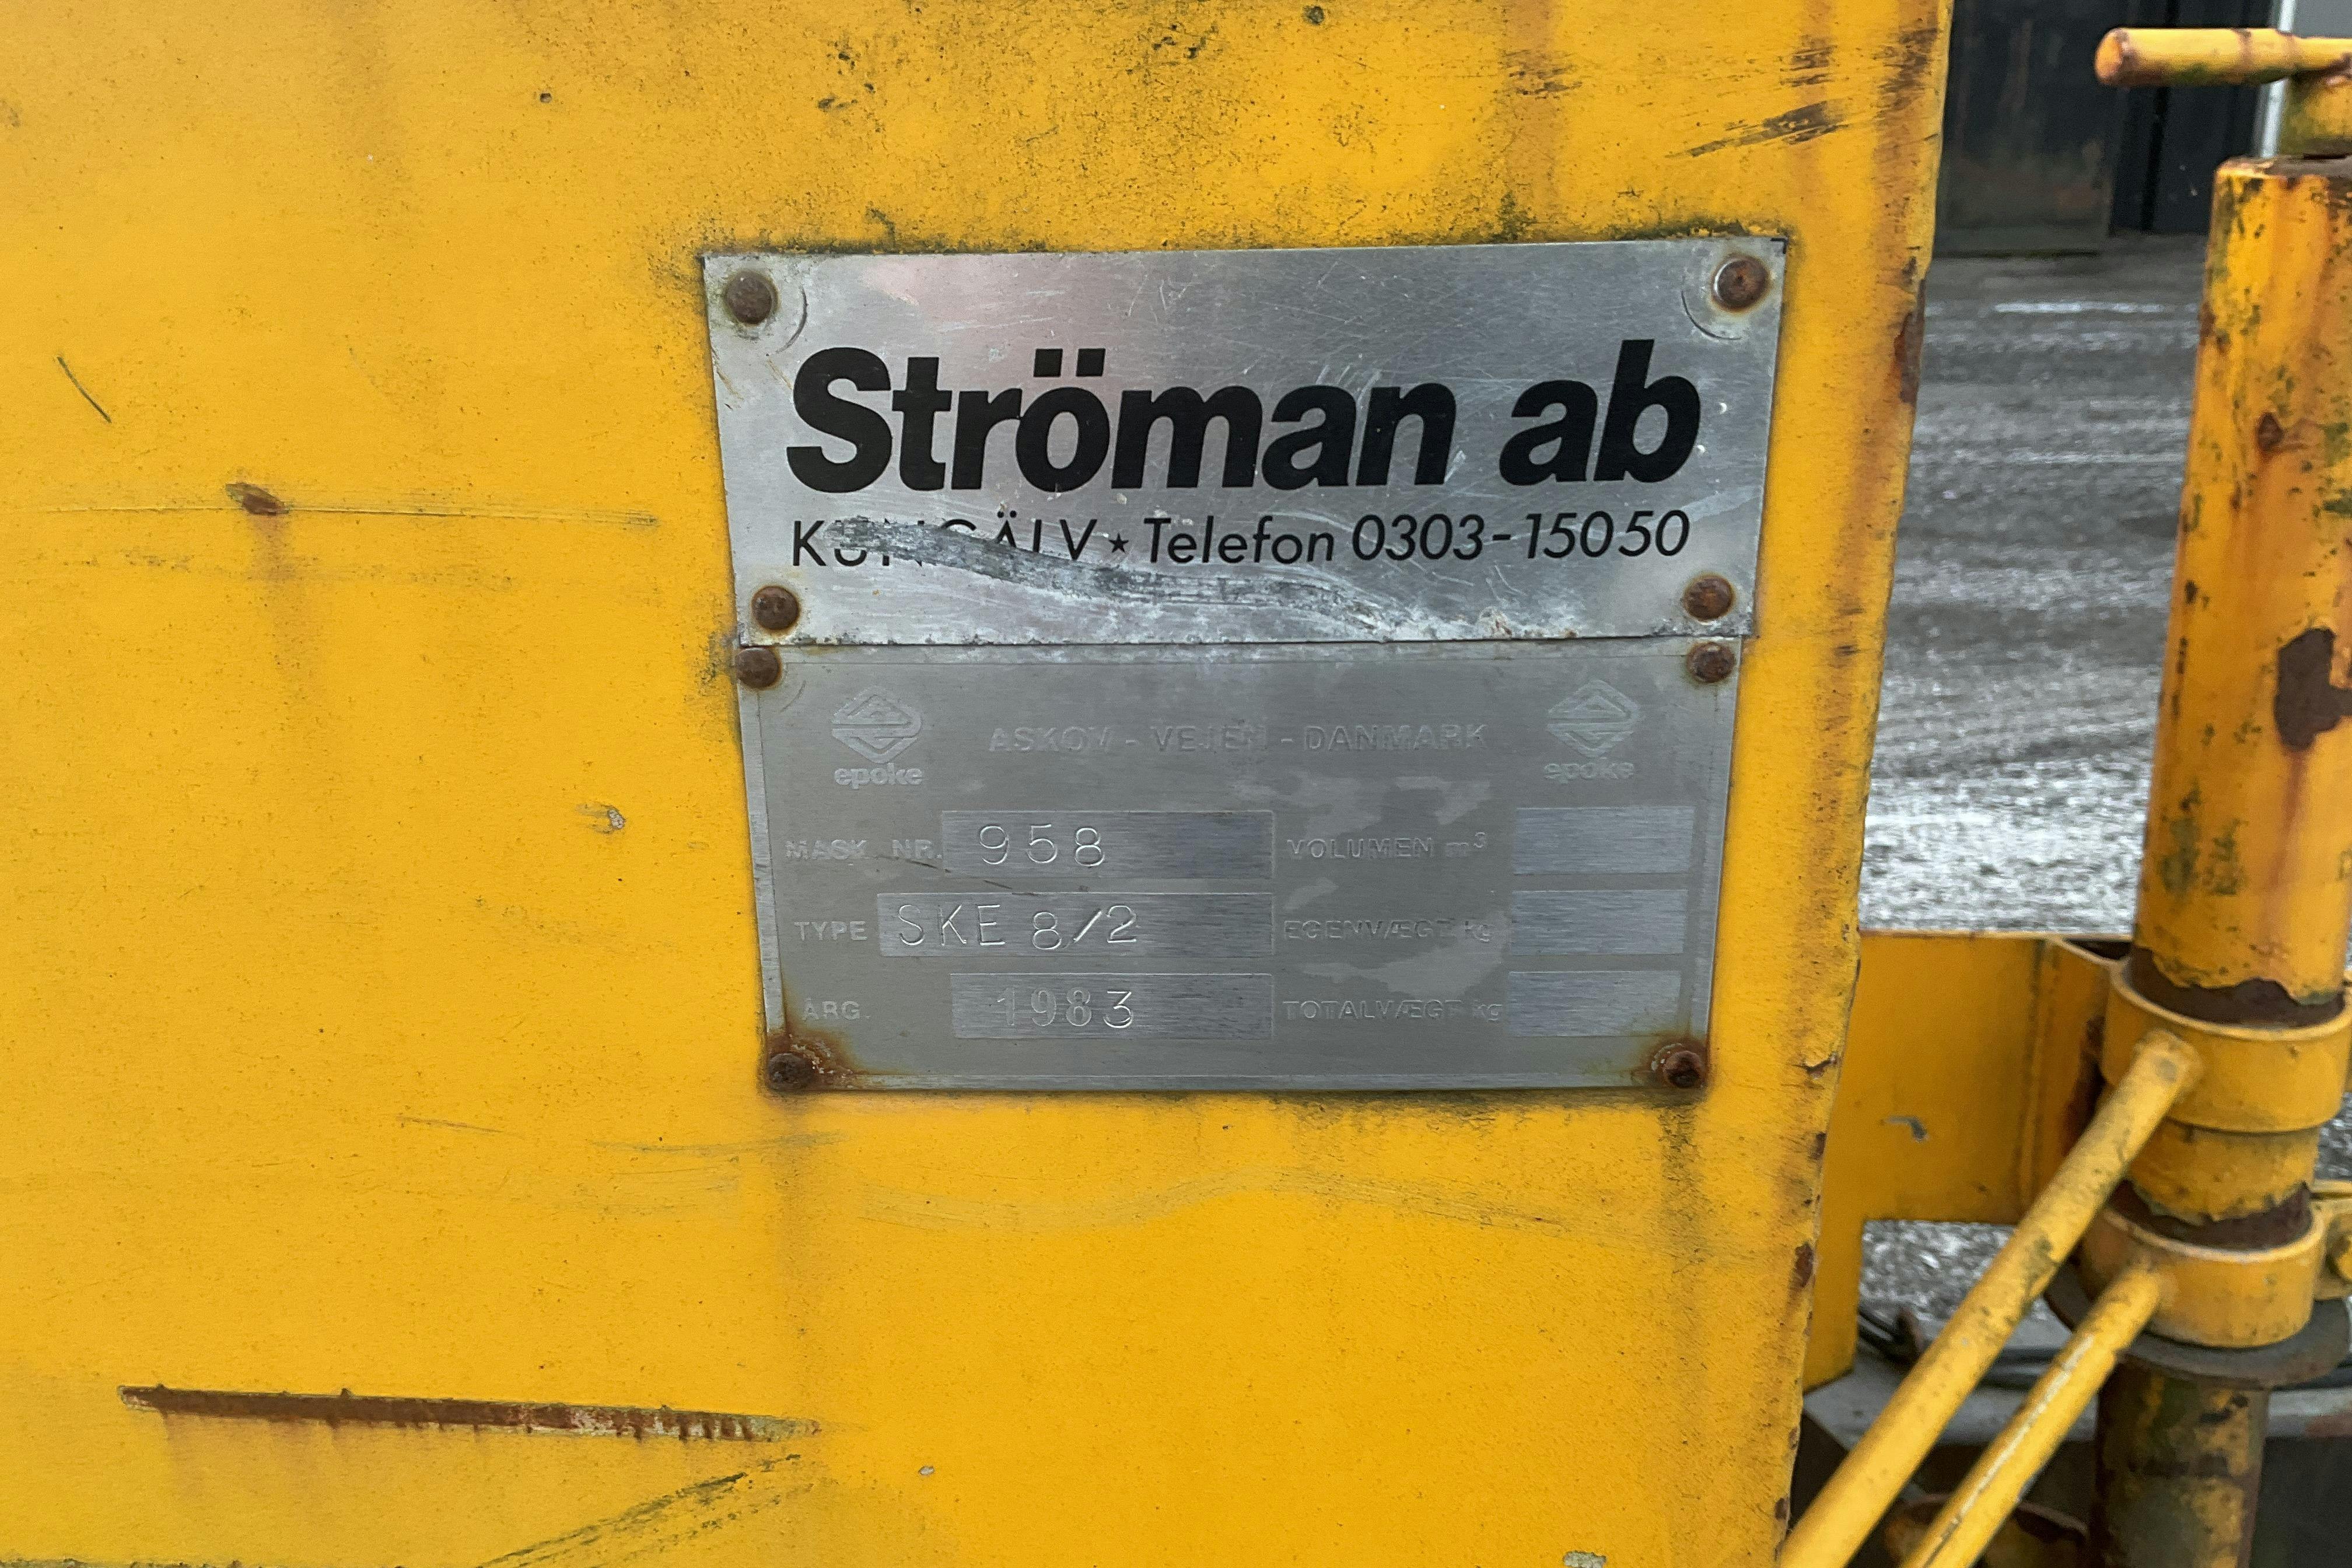 Ströman ab
KUNGÄLV ★ Telefon 0303-15050
epoke ASKOV - VEJEN - DANMARK epoke
MASK NR. 958 VOLUMEN m³
TYPE SKE 8/2 EGENVÆGT kg
ÅRG. 1983 TOTALVÆGT kg